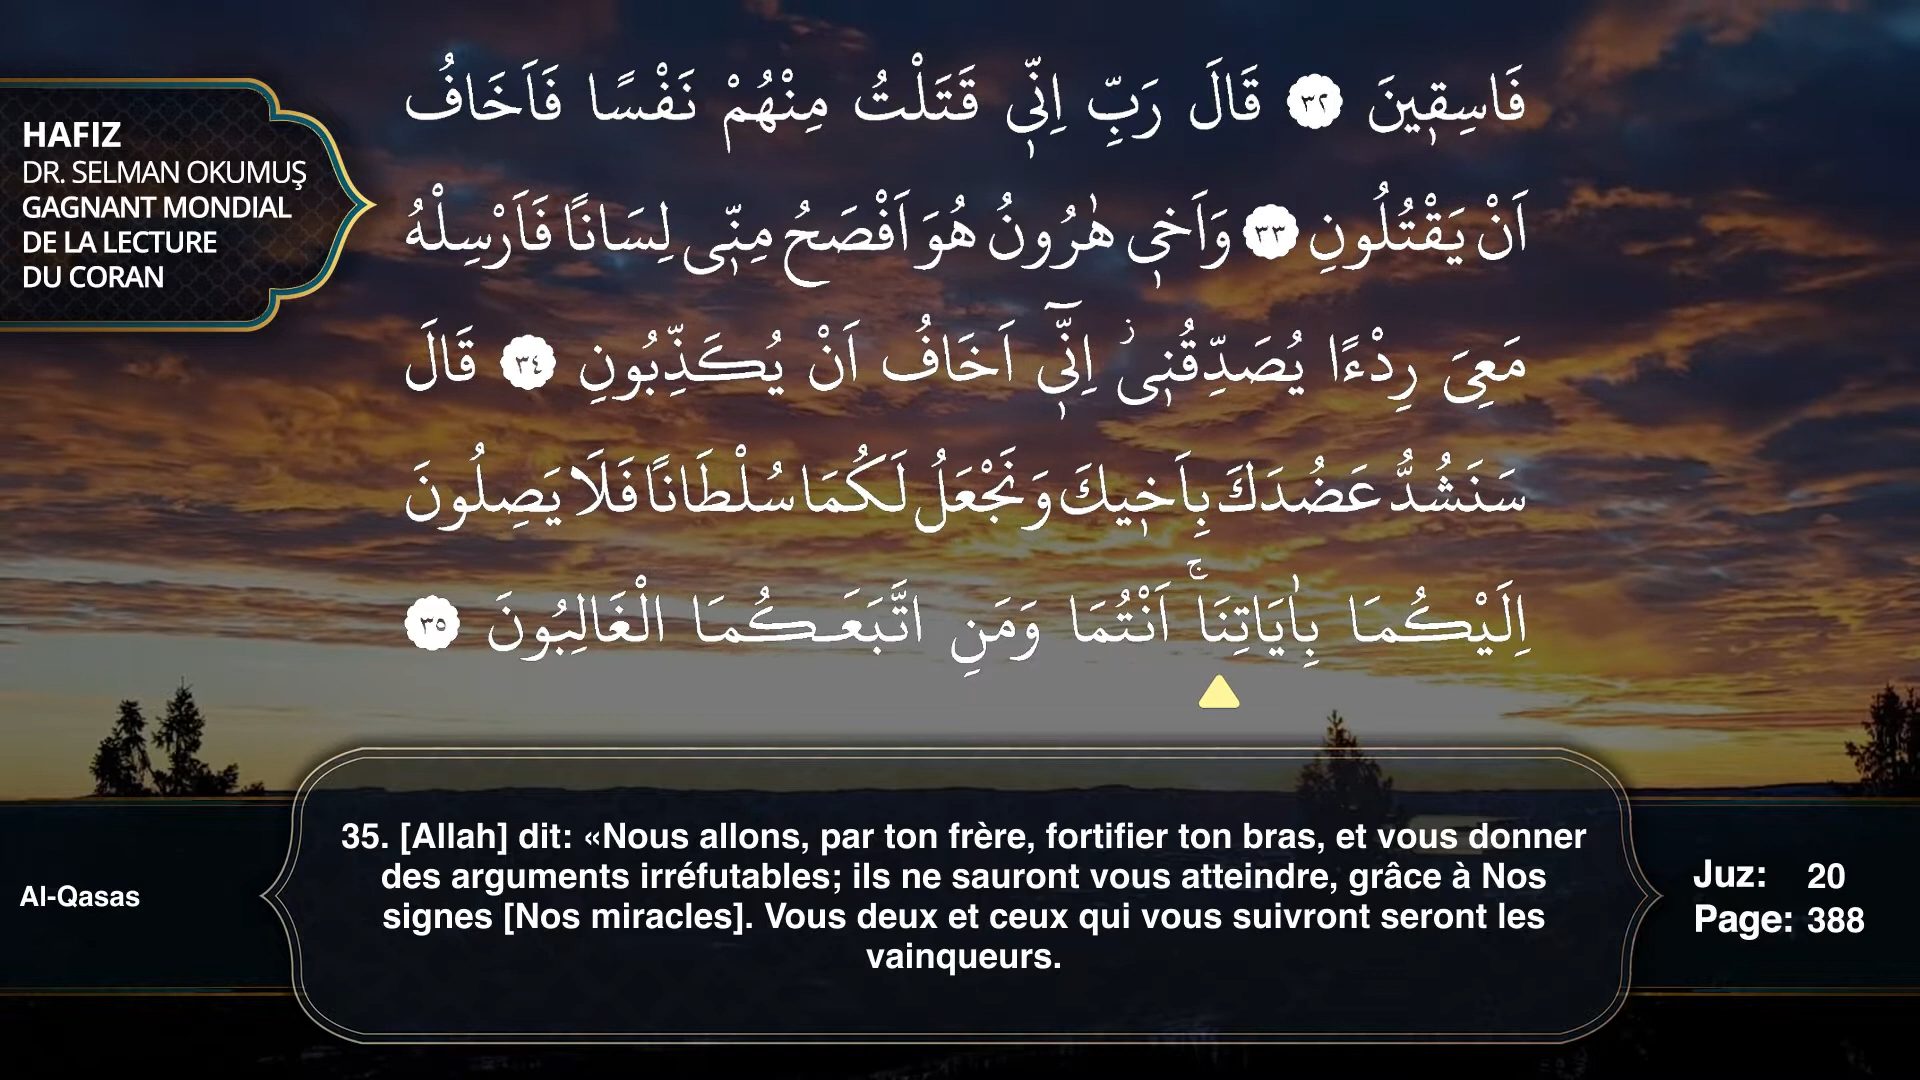 HAFIZ
DR. SELMAN OKUMUŞ
GAGNANT MONDIAL
DE LA LECTURE
DU CORAN
فَاسِقٖينَ ٣٢ قَالَ رَبِّ اِنّٖى قَتَلْتُ مِنْهُمْ نَفْسًا فَاَخَافُ
اَنْ يَقْتُلُونِ ٣٣ وَاَخٖى هٰرُونُ هُوَ اَفْصَحُ مِنّٖى لِسَانًا فَاَرْسِلْهُ
مَعِىَ رِدْءًا يُصَدِّقُنٖىؗ اِنّٖٓى اَخَافُ اَنْ يُكَذِّبُونِ ٣٤ قَالَ
سَنَشُدُّ عَضُدَكَ بِاَخٖيكَ وَنَجْعَلُ لَكُمَا سُلْطَانًا فَلَا يَصِلُونَ
اِلَيْكُمَا بِاٰيَاتِنَاۚ اَنْتُمَا وَمَنِ اتَّبَعَكُمَا الْغَالِبُونَ ٣٥
35. [Allah] dit: «Nous allons, par ton frère, fortifier ton bras, et vous donner
des arguments irréfutables; ils ne sauront vous atteindre, grâce à Nos
signes [Nos miracles]. Vous deux et ceux qui vous suivront seront les
vainqueurs.
Al-Qasas
Juz: 20
Page: 388